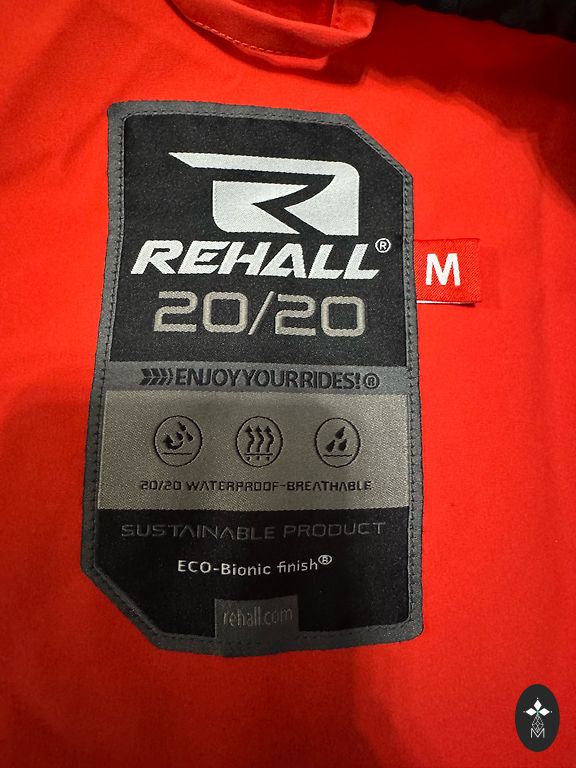 REHALL®
M
20/20
ENJOY YOUR RIDES!®
20/20 WATERPROOF-BREATHABLE
SUSTAINABLE PRODUCT
ECO-Bionic finish®
rehall.com
M